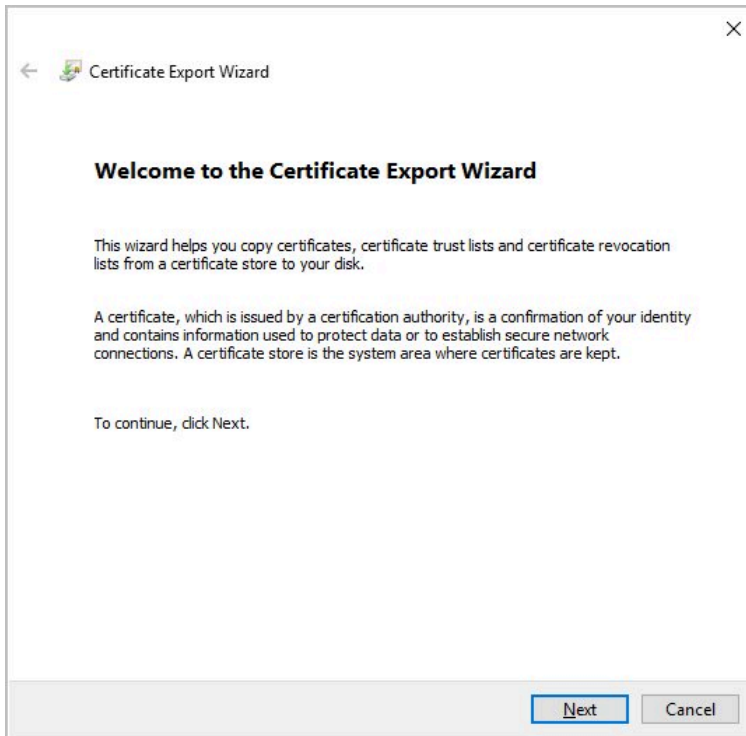 Certificate Export Wizard
Welcome to the Certificate Export Wizard
This wizard helps you copy certificates, certificate trust lists and certificate revocation
lists from a certificate store to your disk.
A certificate, which is issued by a certification authority, is a confirmation of your identity
and contains information used to protect data or to establish secure network
connections. A certificate store is the system area where certificates are kept.
To continue, click Next.
Next Cancel